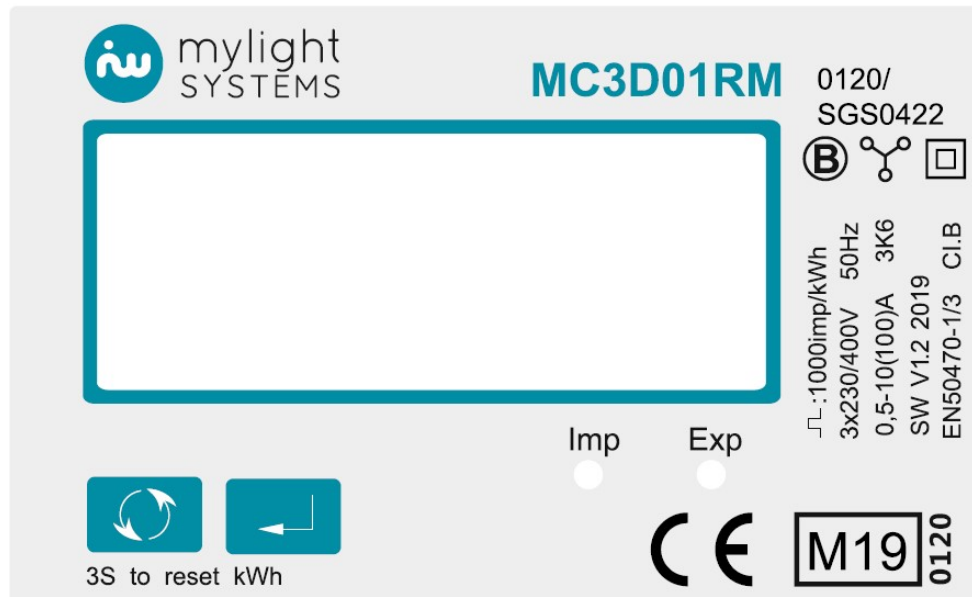 mylight
SYSTEMS
MC3D01RM
0120/
SGS0422
B
⎍:1000imp/kWh
3x230/400V 50Hz
0,5-10(100)A 3K6
SW V1.2 2019
EN50470-1/3 Cl.B
Imp Exp
3S to reset kWh
CE
M19
0120